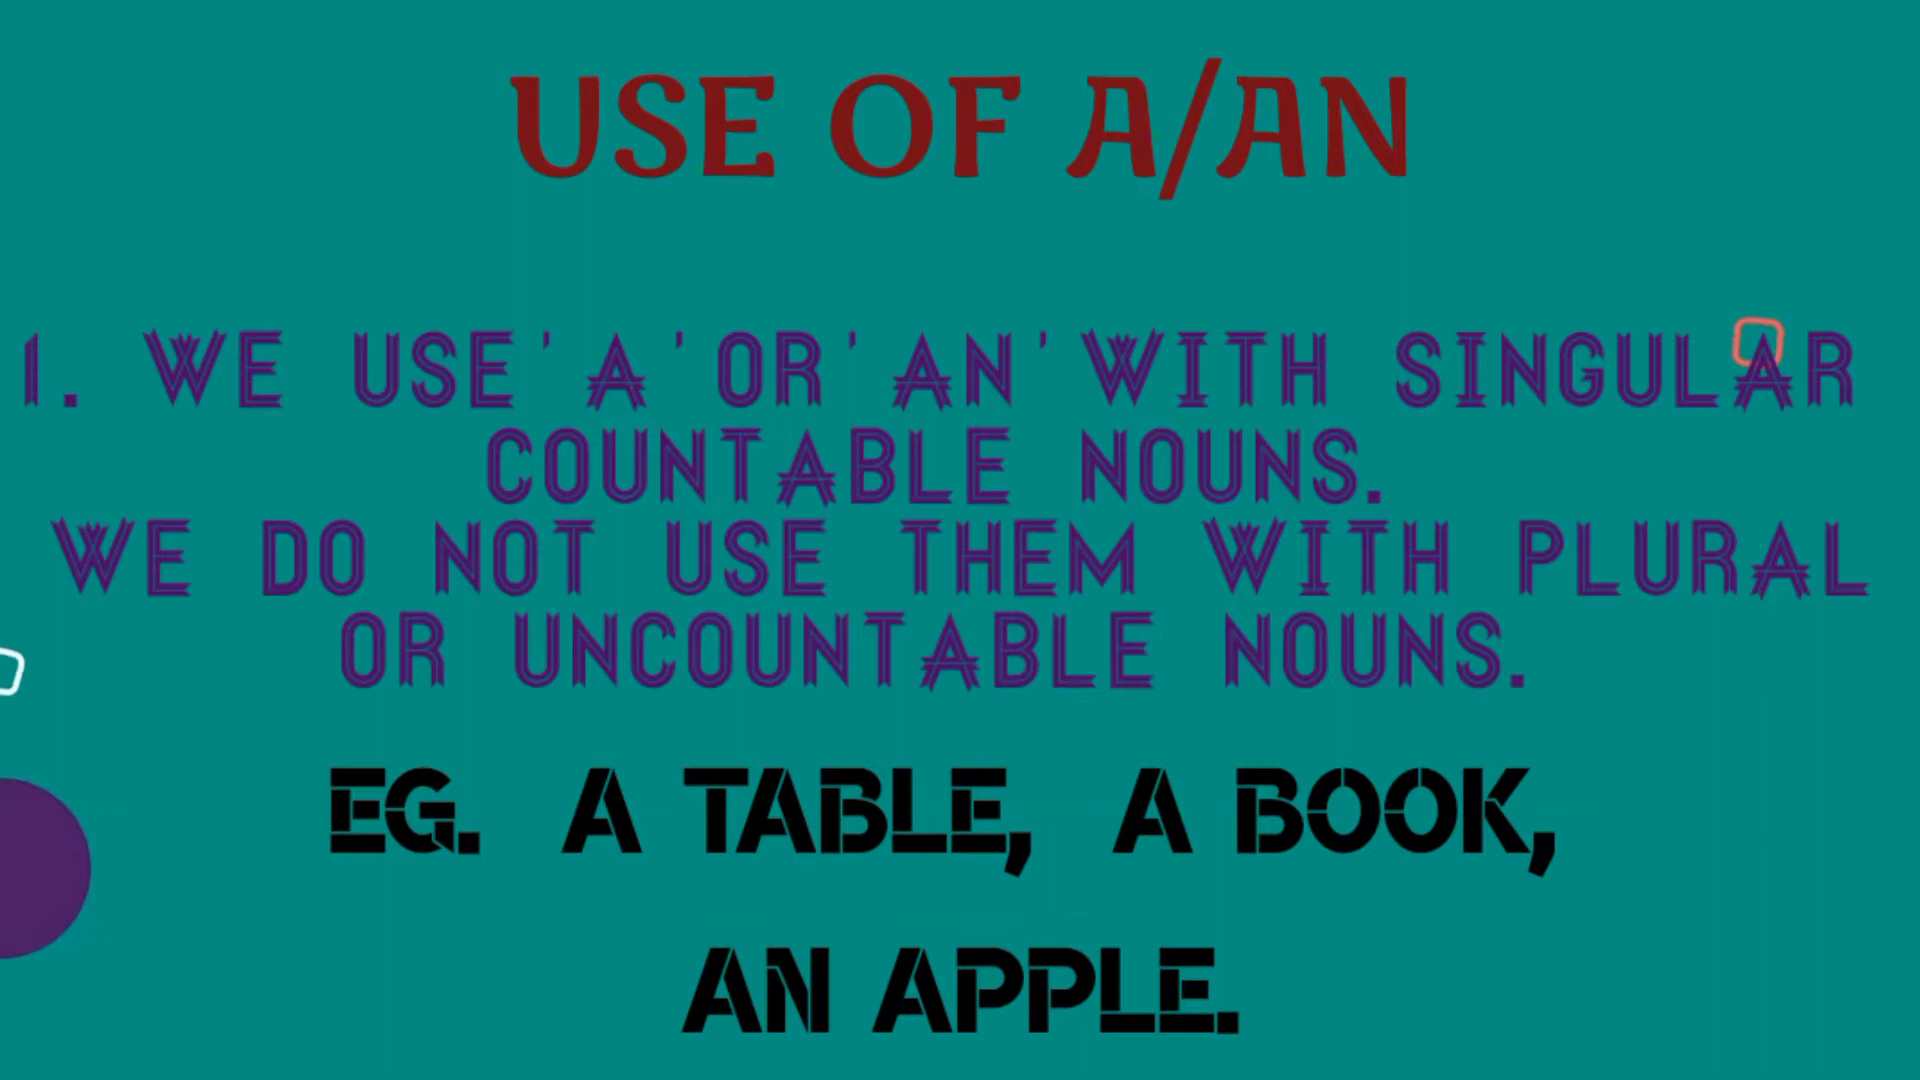 USE OF A/AN
1. WE USE'A'OR'AN'WITH SINGULAR
COUNTABLE NOUNS.
WE DO NOT USE THEM WITH PLURAL
OR UNCOUNTABLE NOUNS.
EG. A TABLE, A BOOK,
AN APPLE.